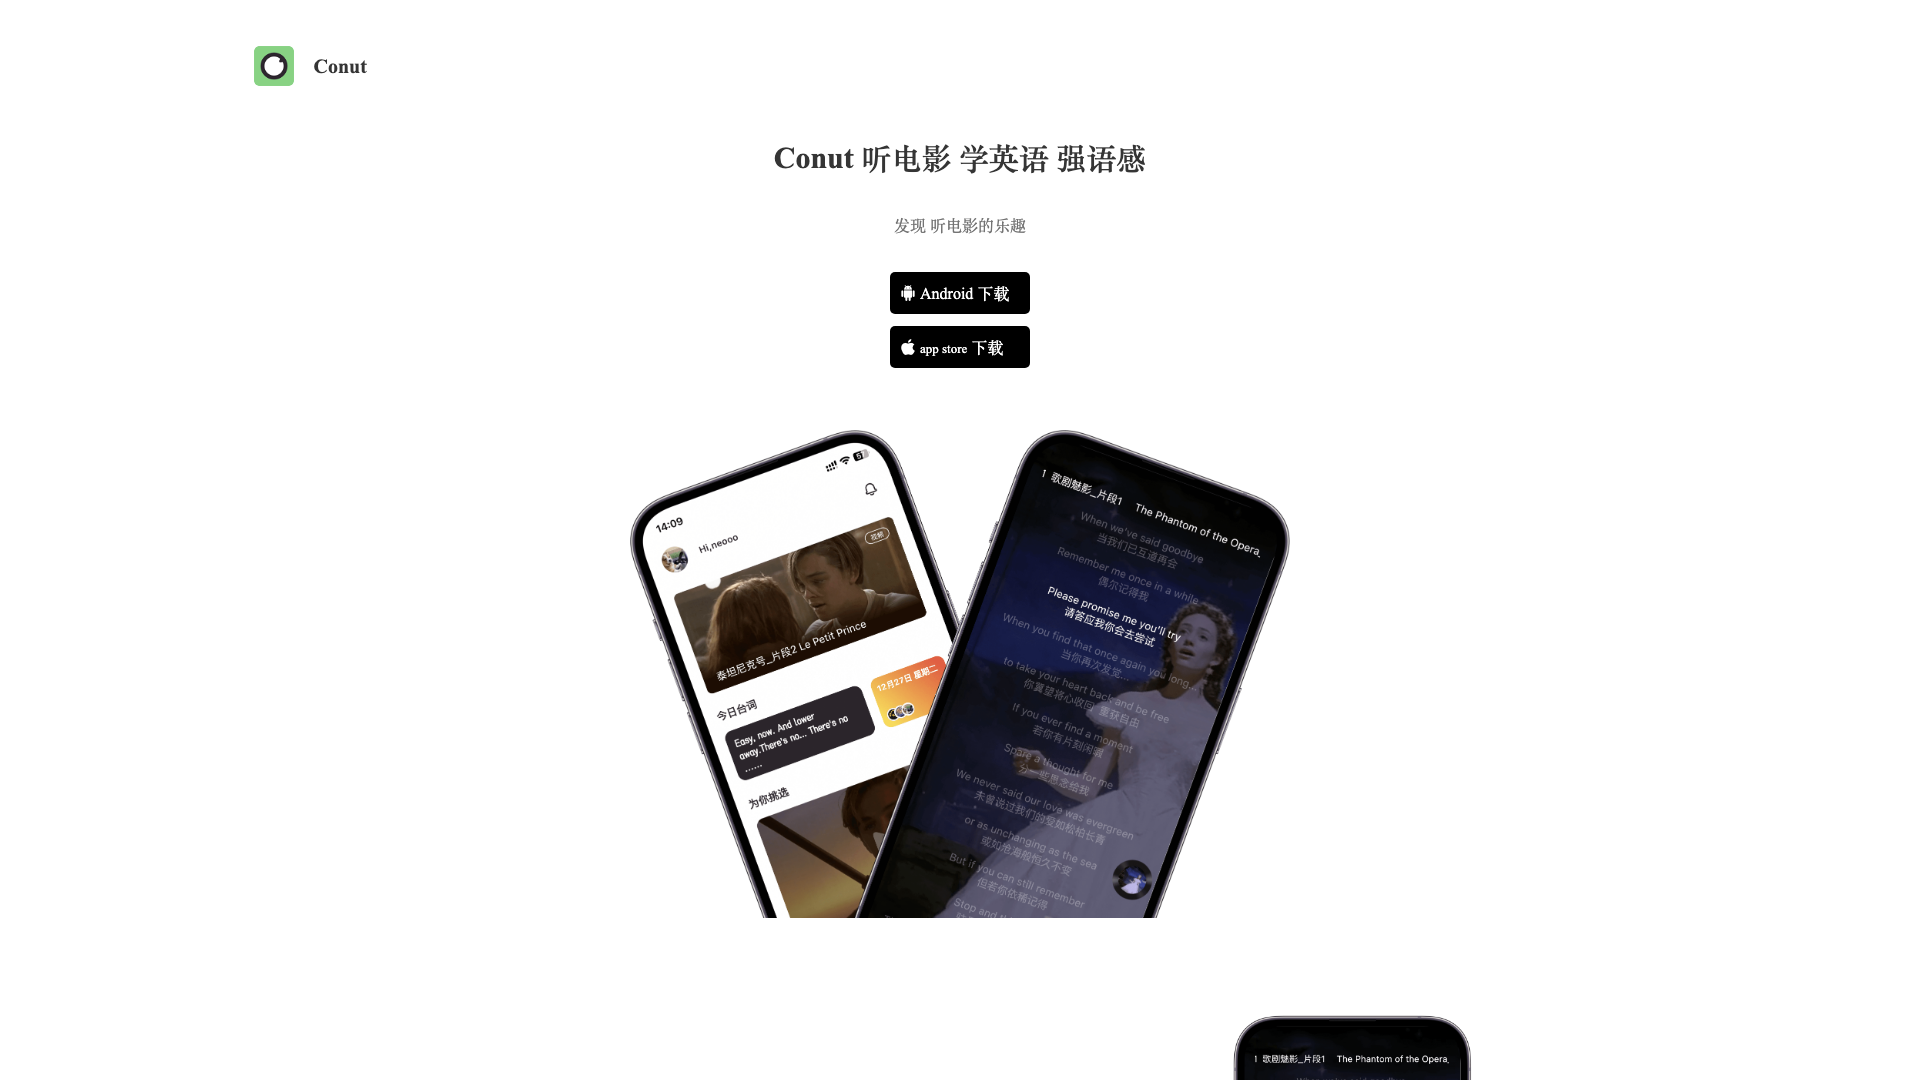 Conut
Conut 听电影 学英语 强语感
发现 听电影的乐趣
Android 下载
app store 下载
14:09
Hi,neooo
视频
泰坦尼克号_片段2 Le Petit Prince
今日台词
12月27日 星期二
Easy, now. And lower
away.There's no... There's no
......
为你挑选
1 歌剧魅影_片段1 The Phantom of the Opera,
When we've said goodbye
当我们已互道再会
Remember me once in a while...
偶尔记得我
Please promise me you'll try
请答应我你会去尝试
When you find that once again you long...
当你再次发觉...
to take your heart back and be free
你冀望将心收回 重获自由
If you ever find a moment
若你有片刻闲暇
Spare a thought for me
分一些思念给我
We never said our love was evergreen
未曾说过我们的爱如松柏长青
or as unchanging as the sea
或如沧海般恒久不变
But if you can still remember
但若你依稀记得
Stop and
1 歌剧魅影_片段1 The Phantom of the Opera,